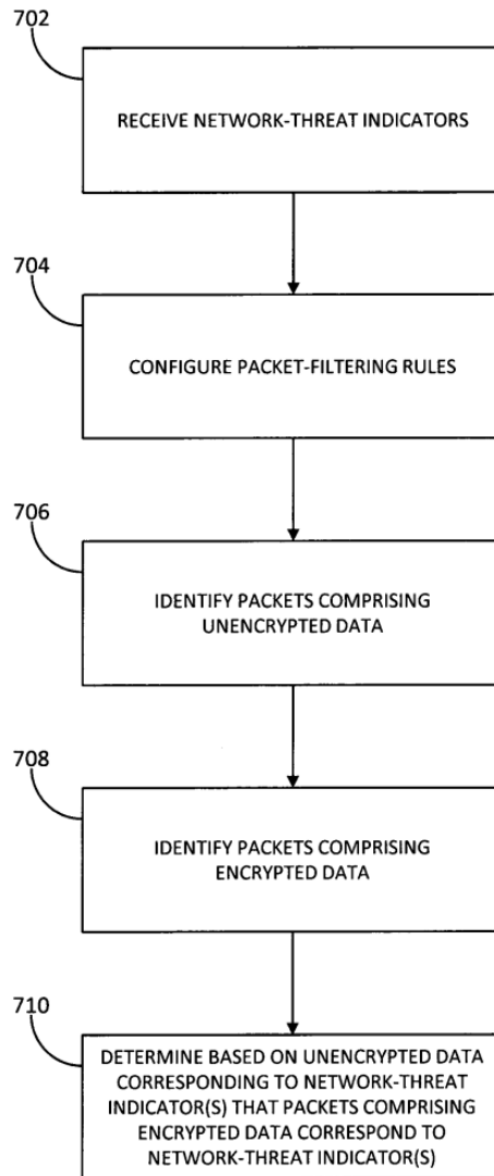 702
RECEIVE NETWORK-THREAT INDICATORS
704
CONFIGURE PACKET-FILTERING RULES
706
IDENTIFY PACKETS COMPRISING
UNENCRYPTED DATA
708
IDENTIFY PACKETS COMPRISING
ENCRYPTED DATA
710
DETERMINE BASED ON UNENCRYPTED DATA
CORRESPONDING TO NETWORK-THREAT
INDICATOR(S) THAT PACKETS COMPRISING
ENCRYPTED DATA CORRESPOND TO
NETWORK-THREAT INDICATOR(S)